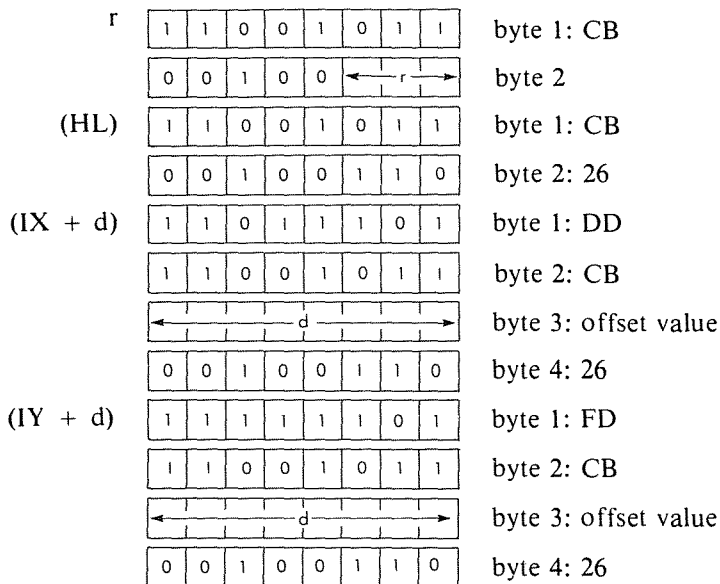 r 1 1 0 0 1 0 1 1 byte 1: CB
0 0 1 0 0 r byte 2
(HL) 1 1 0 0 1 0 1 1 byte 1: CB
0 0 1 0 0 1 1 0 byte 2: 26
(IX + d) 1 1 0 1 1 1 0 1 byte 1: DD
1 1 0 0 1 0 1 1 byte 2: CB
d byte 3: offset value
0 0 1 0 0 1 1 0 byte 4: 26
(IY + d) 1 1 1 1 1 1 0 1 byte 1: FD
1 1 0 0 1 0 1 1 byte 2: CB
d byte 3: offset value
0 0 1 0 0 1 1 0 byte 4: 26